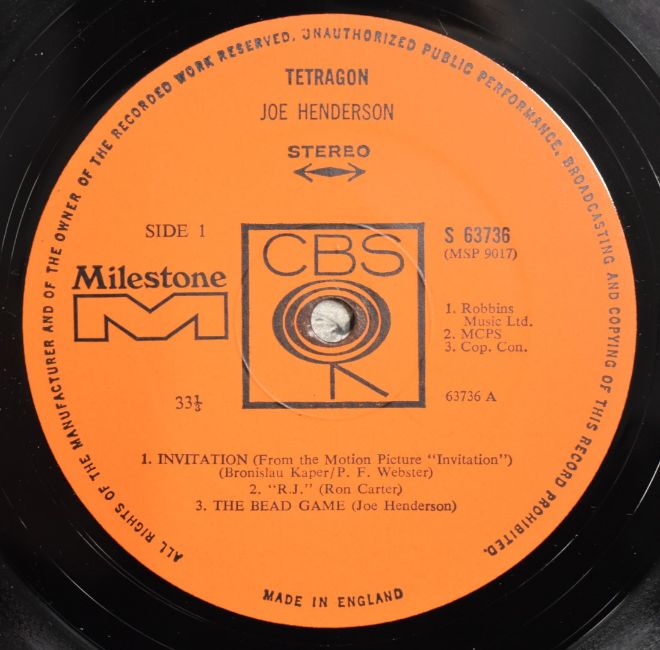 ALL RIGHTS OF THE MANUFACTURER AND OF THE OWNER OF THE RECORDED WORK RESERVED. UNAUTHORIZED PUBLIC PERFORMANCE, BROADCASTING AND COPYING OF THIS RECORD PROHIBITED.
TETRAGON
JOE HENDERSON
STEREO
SIDE 1
Milestone
M
33⅓
CBS
S 63736
(MSP 9017)
1. Robbins
Music Ltd.
2. MCPS
3. Cop. Con.
63736 A
1. INVITATION (From the Motion Picture "Invitation")
(Bronislau Kaper/P. F. Webster)
2. "R.J." (Ron Carter)
3. THE BEAD GAME (Joe Henderson)
MADE IN ENGLAND